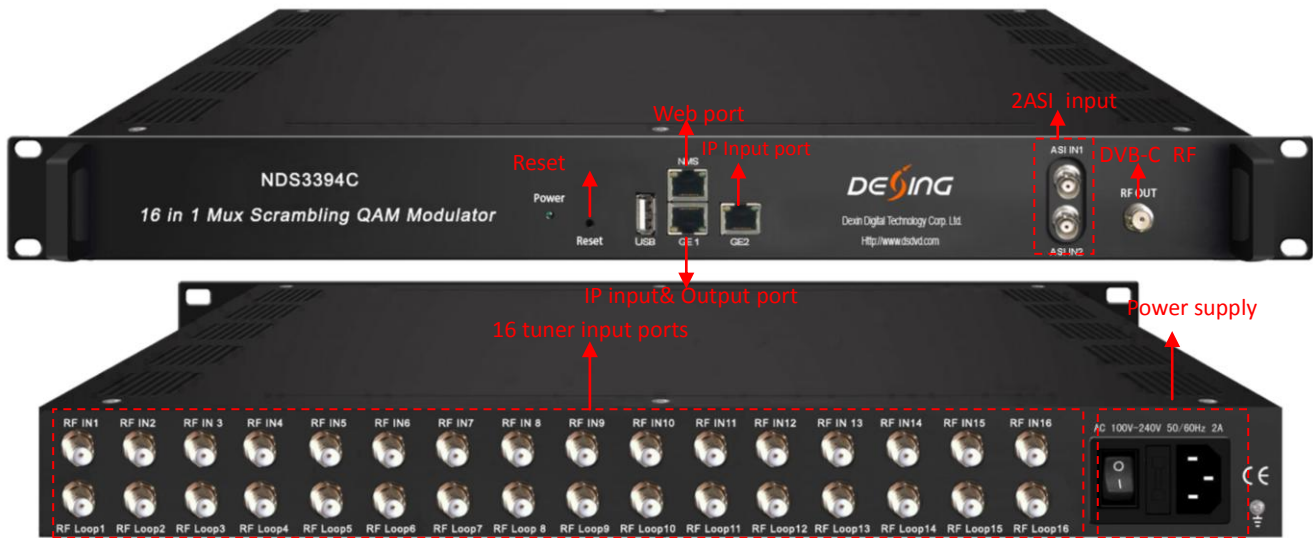 2ASI input
Web port
IP Input port
Reset
DVB-C RF
NDS3394C
16 in 1 Mux Scrambling QAM Modulator
Power
Reset
USB
NMS
GE1
GE2
DESING
Dexin Digital Technology Corp. Ltd.
Http://www.dsdvd.com
ASI IN1
ASI IN2
RF OUT
IP input& Output port
16 tuner input ports
Power supply
RF IN1 RF IN2 RF IN 3 RF IN4 RF IN5 RF IN6 RF IN7 RF IN 8 RF IN9 RF IN10 RF IN11 RF IN12 RF IN 13 RF IN14 RF IN15 RF IN16
AC 100V~240V 50/60Hz 2A
O
I
CE
RF Loop1 RF Loop2 RF Loop3 RF Loop4 RF Loop5 RF Loop6 RF Loop7 RF Loop 8 RF Loop9 RF Loop10 RF Loop11 RF Loop12 RF Loop13 RF Loop14 RF Loop15 RF Loop16